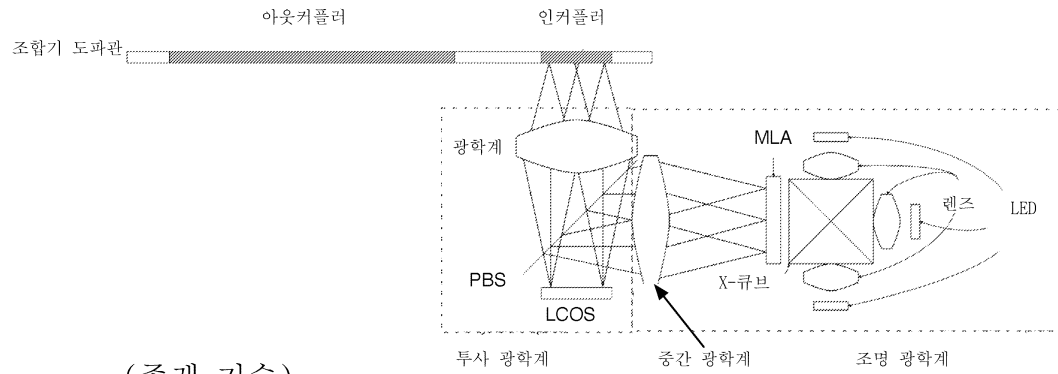 아웃커플러
인커플러
조합기 도파관
광학계
MLA
렌즈
LED
PBS
X-큐브
LCOS
투사 광학계
중간 광학계
조명 광학계